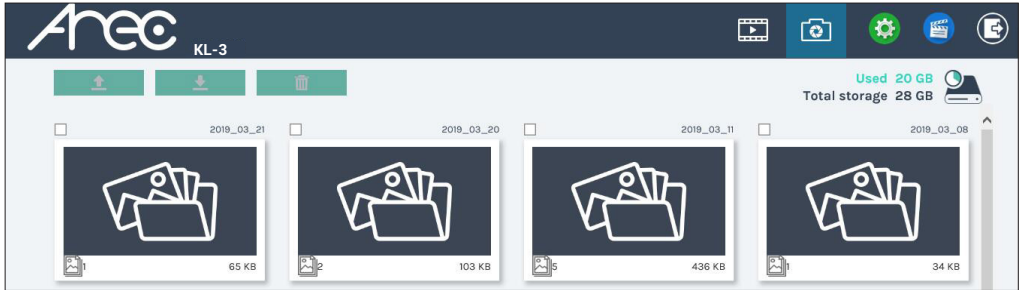 Arec
KL-3
Used 20 GB
Total storage 28 GB
2019_03_21
2019_03_20
2019_03_11
2019_03_08
1 65 KB
2 103 KB
5 436 KB
1 34 KB